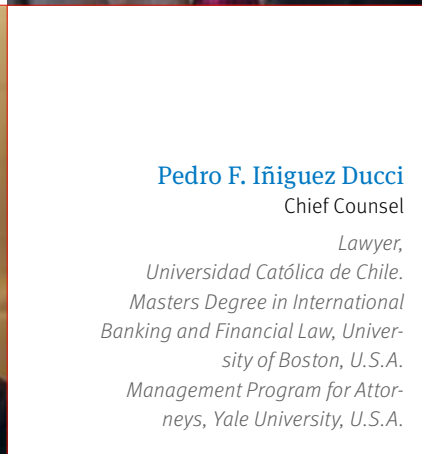 Pedro F. Iñiguez Ducci
Chief Counsel
Lawyer,
Universidad Católica de Chile.
Masters Degree in International
Banking and Financial Law, Univer-
sity of Boston, U.S.A.
Management Program for Attor-
neys, Yale University, U.S.A.